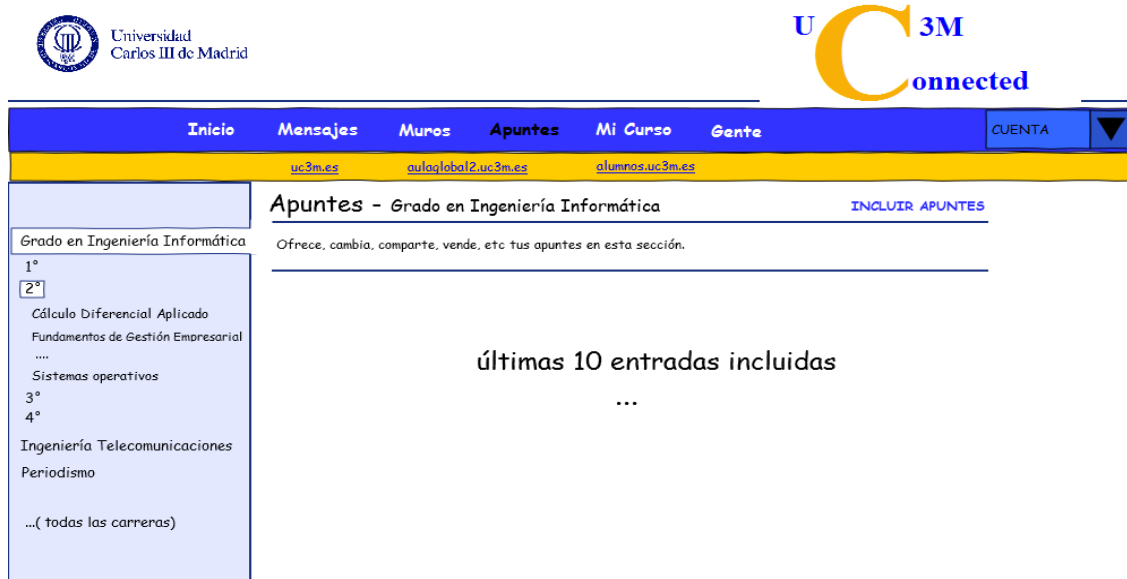 Universidad
Carlos III de Madrid
U C 3M
onnected
Inicio Mensajes Muros Apuntes Mi Curso Gente CUENTA
uc3m.es aulaglobal2.uc3m.es alumnos.uc3m.es
Apuntes - Grado en Ingeniería Informática INCLUIR APUNTES
Grado en Ingeniería Informática
Ofrece, cambia, comparte, vende, etc tus apuntes en esta sección.
1°
2°
Cálculo Diferencial Aplicado
Fundamentos de Gestión Empresarial
....
Sistemas operativos
3°
4°
Ingeniería Telecomunicaciones
Periodismo
...( todas las carreras)
últimas 10 entradas incluidas
...